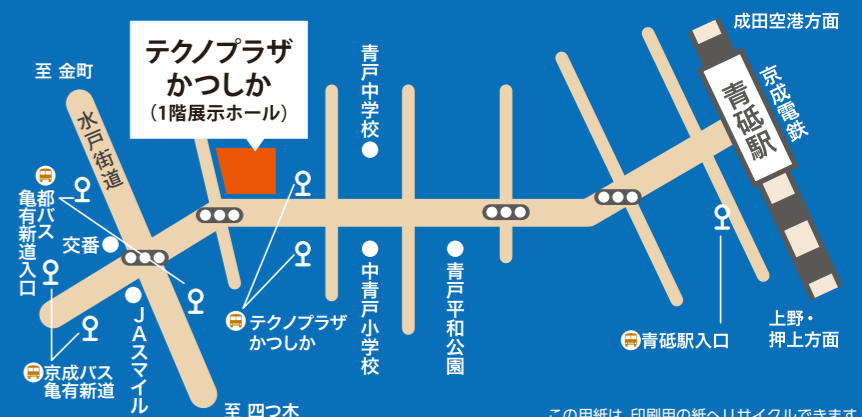 成田空港方面
テクノプラザ
かつしか
(1階展示ホール)
至 金町
水戸街道
青戸中学校
京成電鉄
青砥駅
都バス
亀有新道入口
交番
JAスマイル
テクノプラザ
かつしか
中青戸小学校
青戸平和公園
青砥駅入口
上野・
押上方面
京成バス
亀有新道
至 四つ木
この用紙は、印刷用の紙へリサイクルできます